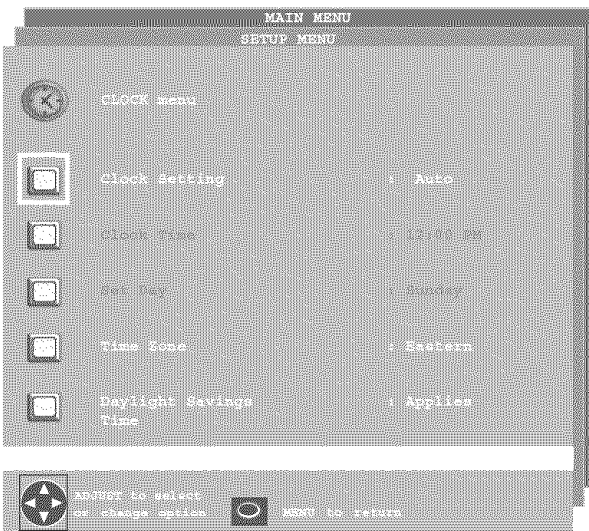 MAIN MENU
SETUP MENU
CLOCK menu
Clock Setting : Auto
Clock Time : 12:00 PM
Set Day : Sunday
Time Zone : Eastern
Daylight Savings : Applies
Time
ADJUST to select
or change option MENU to return